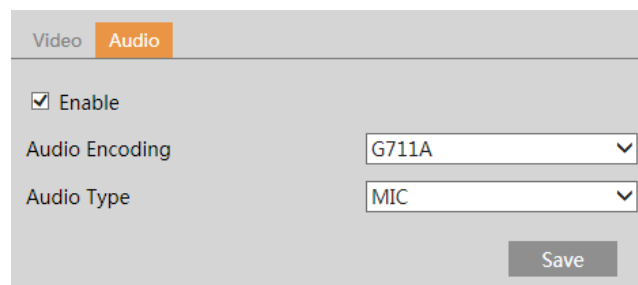 Video Audio
Enable
Audio Encoding G711A
Audio Type MIC
Save